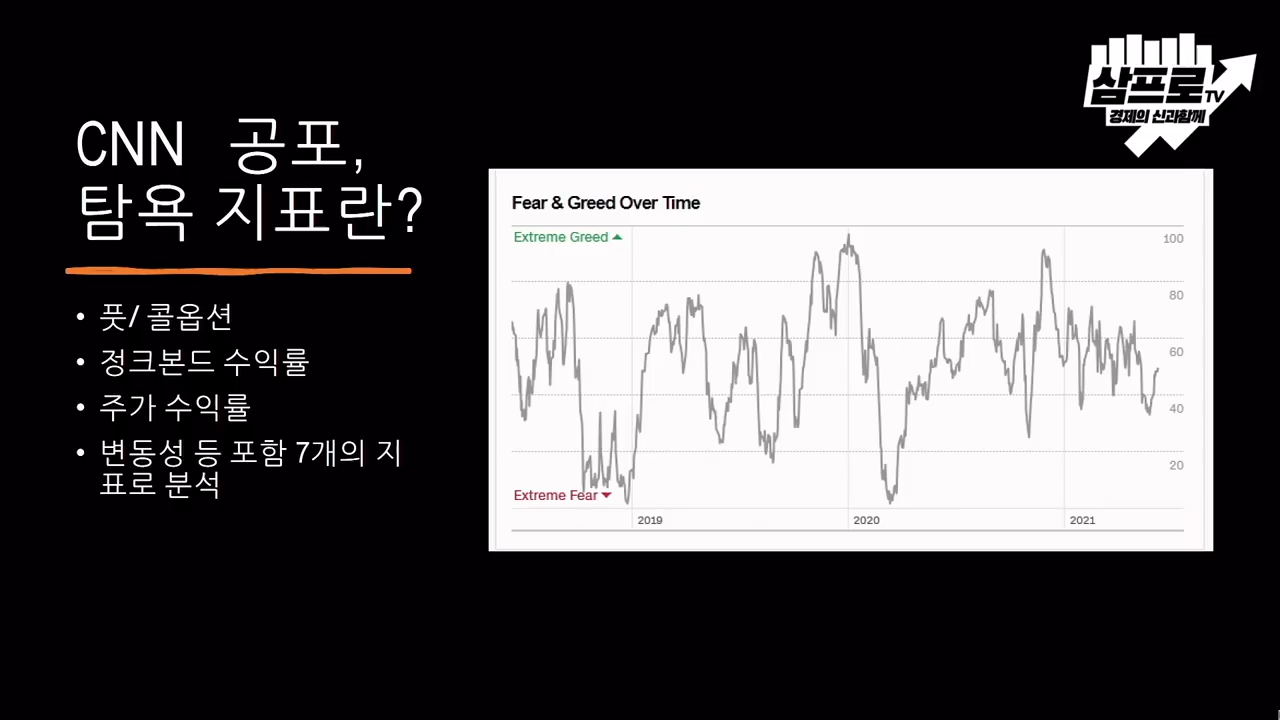 삼프로TV
경제의 신과함께
CNN 공포,
탐욕 지표란?
• 풋/ 콜옵션
• 정크본드 수익률
• 주가 수익률
• 변동성 등 포함 7개의 지
표로 분석
Fear & Greed Over Time
Extreme Greed
100
80
60
40
20
Extreme Fear
2019
2020
2021